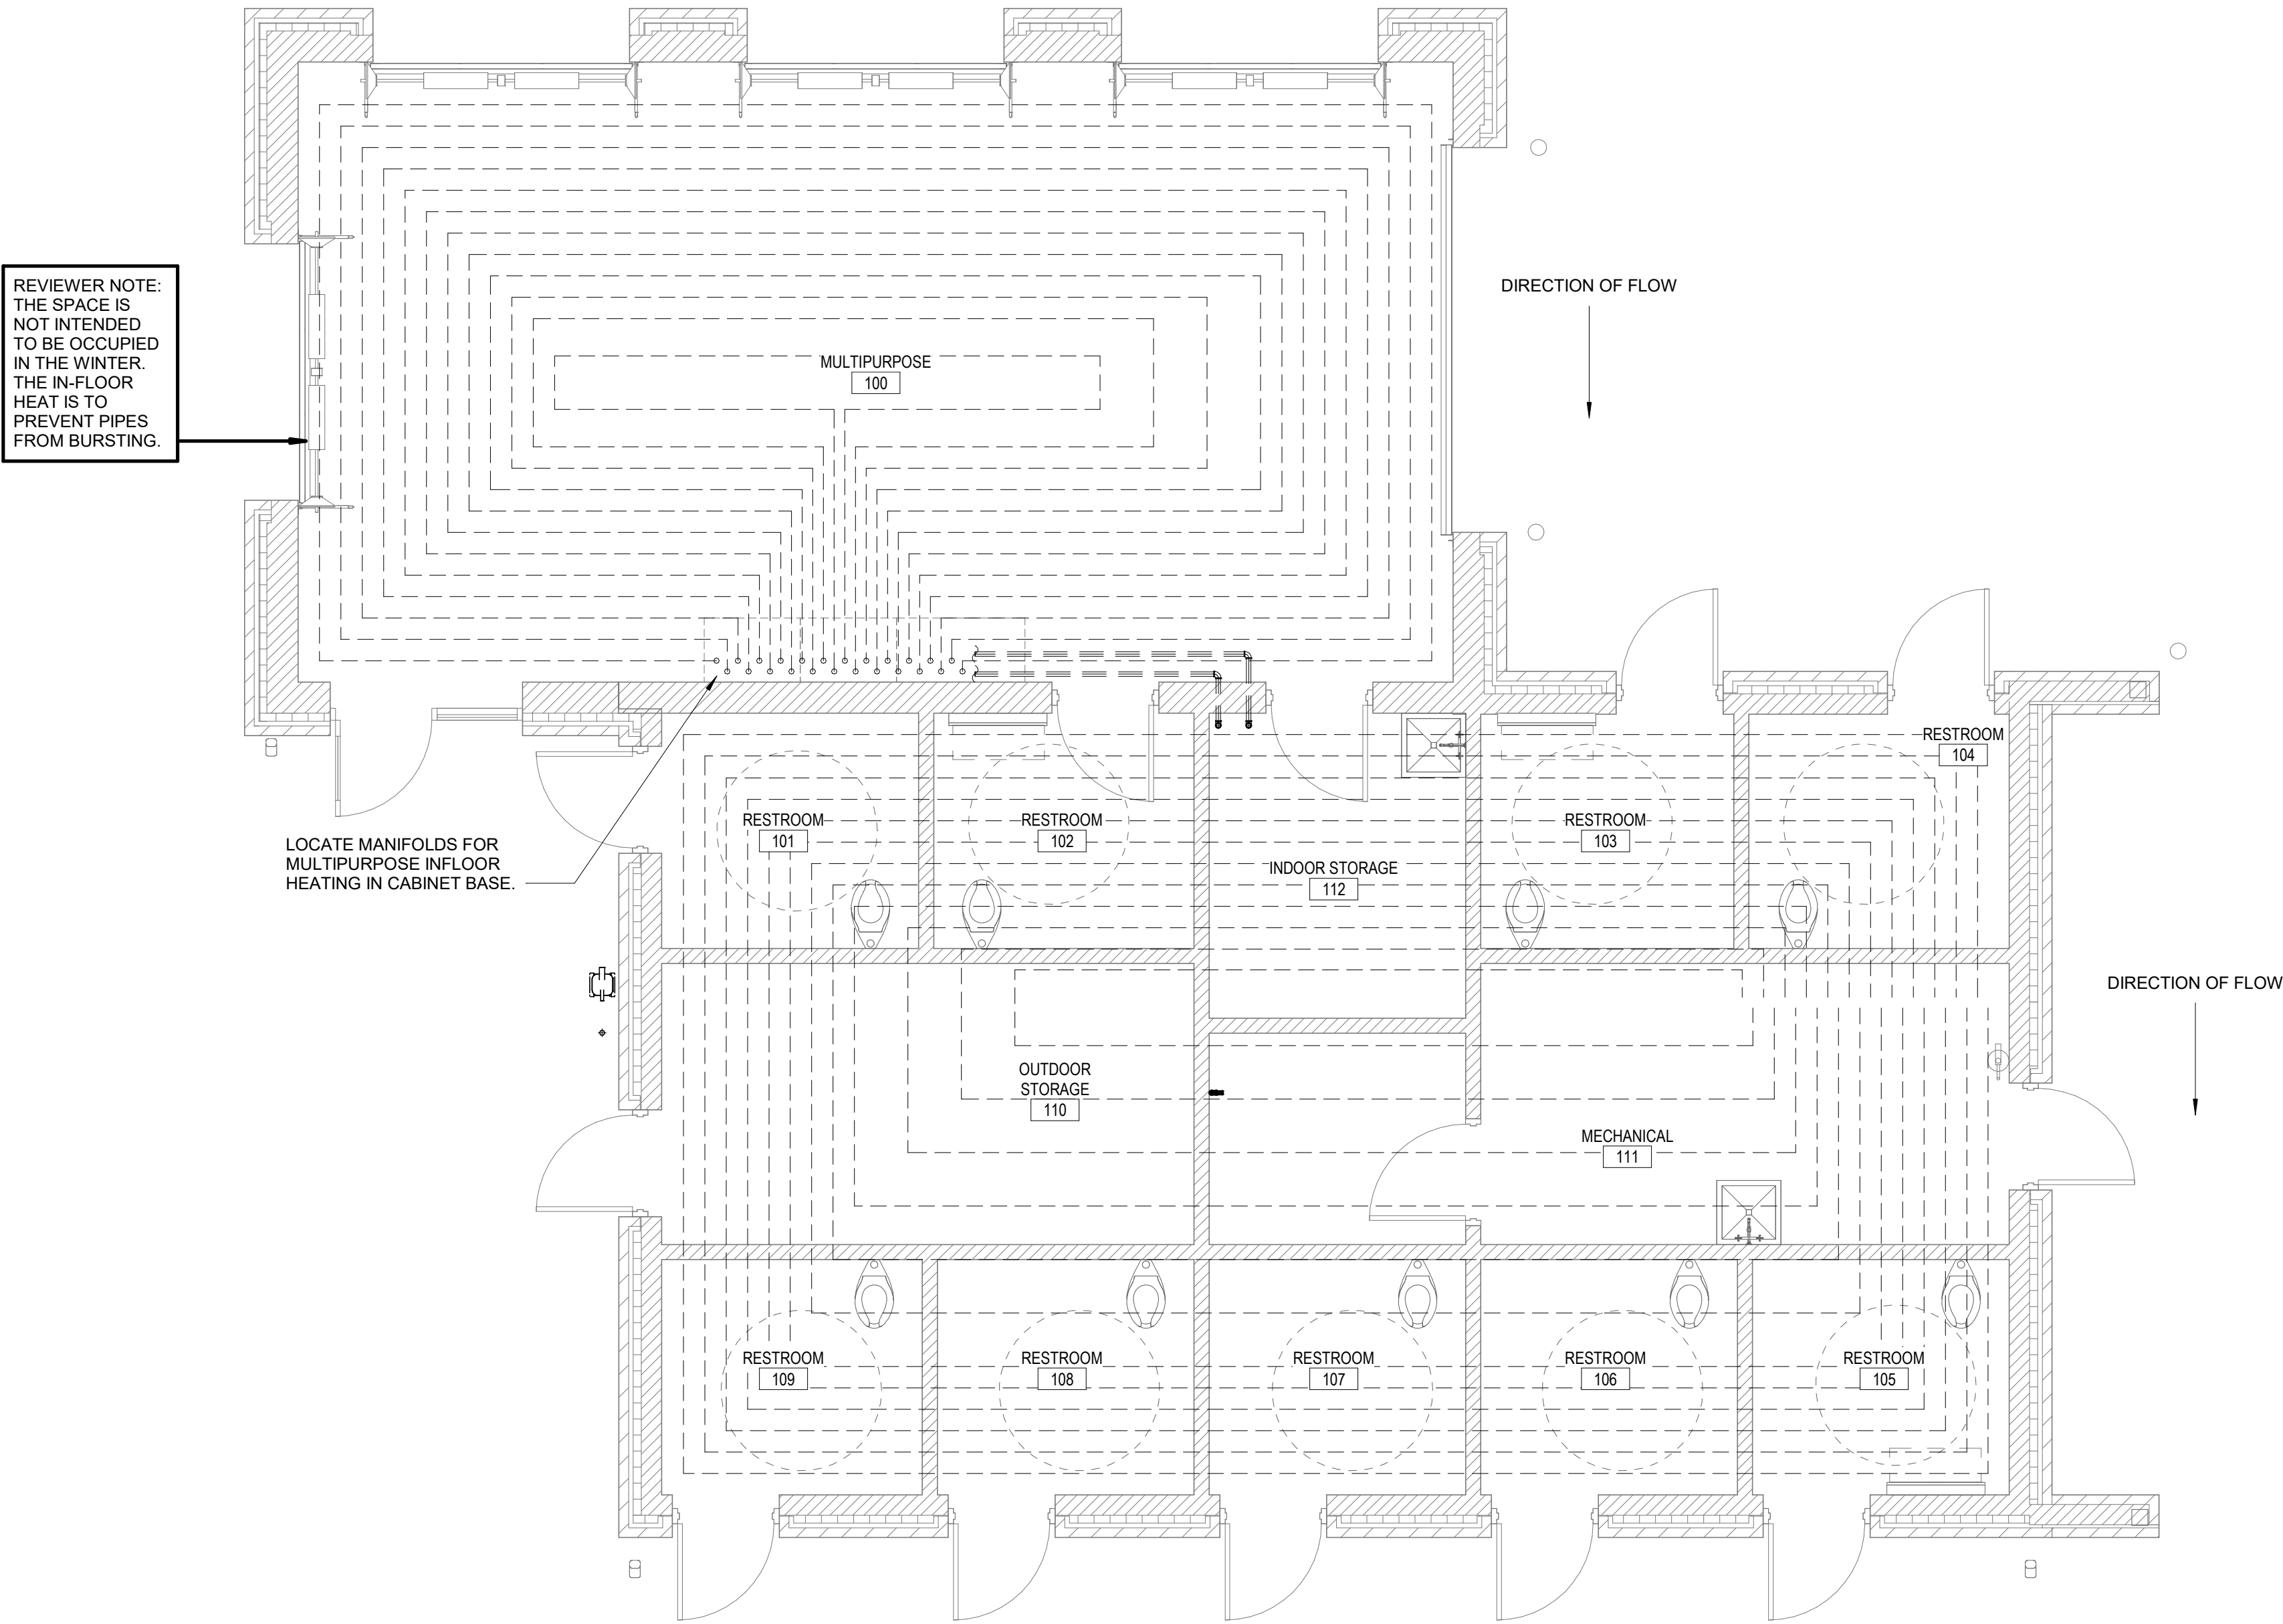 REVIEWER NOTE:
THE SPACE IS
NOT INTENDED
TO BE OCCUPIED
IN THE WINTER.
THE IN-FLOOR
HEAT IS TO
PREVENT PIPES
FROM BURSTING.
DIRECTION OF FLOW
MULTIPURPOSE
100
LOCATE MANIFOLDS FOR
MULTIPURPOSE INFLOOR
HEATING IN CABINET BASE.
RESTROOM
104
RESTROOM
101
RESTROOM
102
RESTROOM
103
INDOOR STORAGE
112
DIRECTION OF FLOW
OUTDOOR
STORAGE
110
MECHANICAL
111
RESTROOM
109
RESTROOM
108
RESTROOM
107
RESTROOM
106
RESTROOM
105